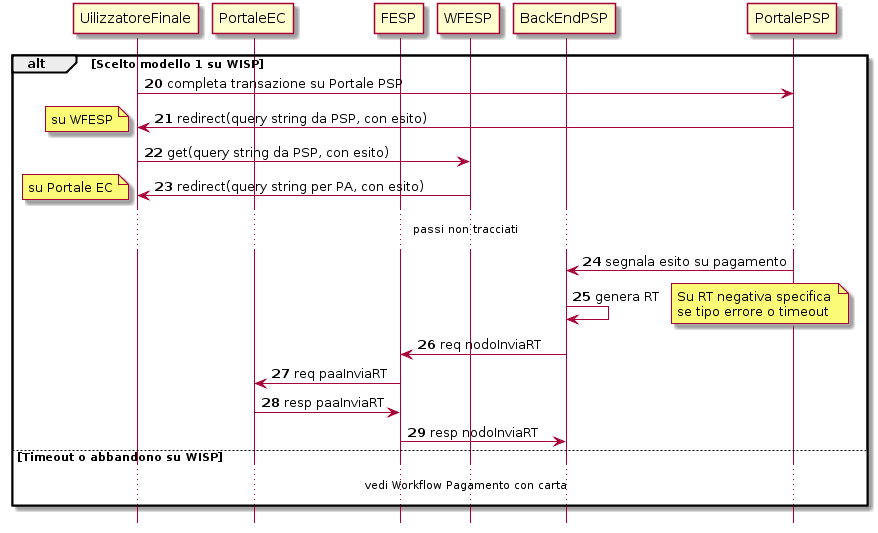 UilizzatoreFinale
PortaleEC
FESP
WFESP
BackEndPSP
PortalePSP
alt [Scelto modello 1 su WISP]
20 completa transazione su Portale PSP
su WFESP
21 redirect(query string da PSP, con esito)
22 get(query string da PSP, con esito)
su Portale EC
23 redirect(query string per PA, con esito)
passi non tracciati
24 segnala esito su pagamento
25 genera RT
Su RT negativa specifica
se tipo errore o timeout
26 req nodoInviaRT
27 req paaInviaRT
28 resp paaInviaRT
29 resp nodoInviaRT
[Timeout o abbandono su WISP]
vedi Workflow Pagamento con carta